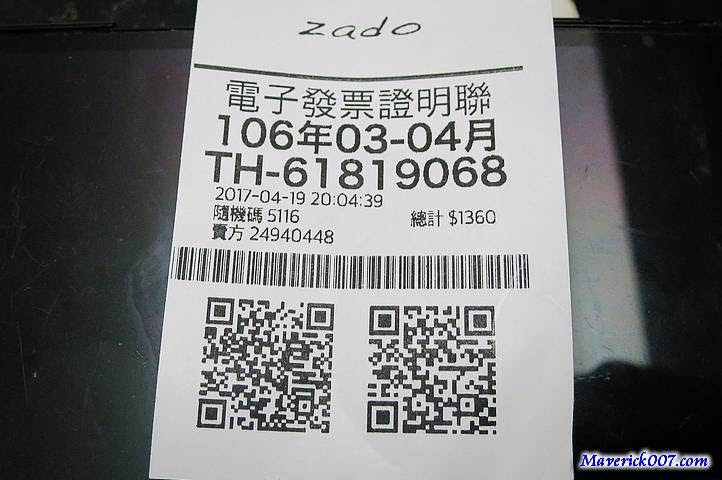 zado
電子發票證明聯
106年03-04月
TH-61819068
2017-04-19 20:04:39
隨機碼 5116 總計 $1360
賣方 24940448
Maverick007.com